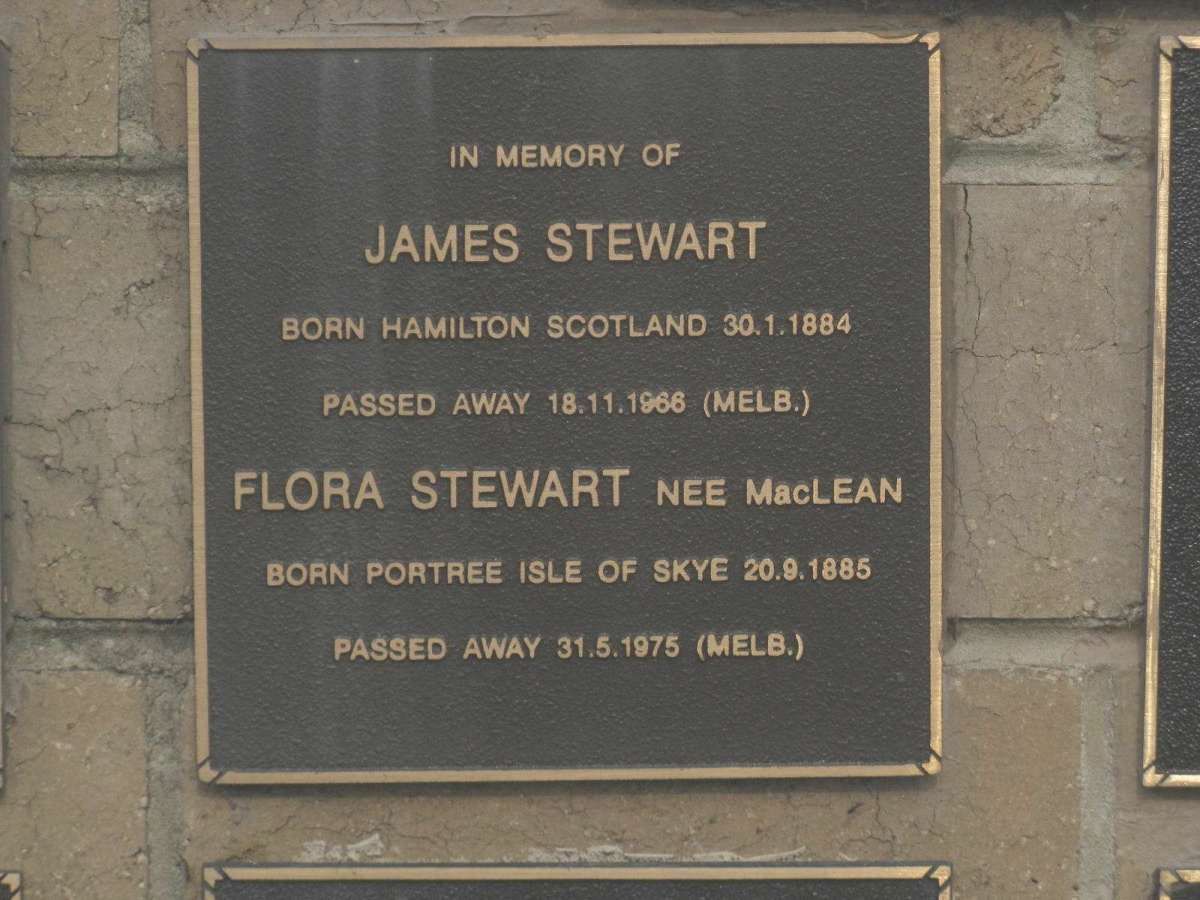 IN MEMORY OF
JAMES STEWART
BORN HAMILTON SCOTLAND 30.1.1884
PASSED AWAY 18.11.1966 (MELB.)
FLORA STEWART NEE MacLEAN
BORN PORTREE ISLE OF SKYE 20.9.1885
PASSED AWAY 31.5.1975 (MELB.)